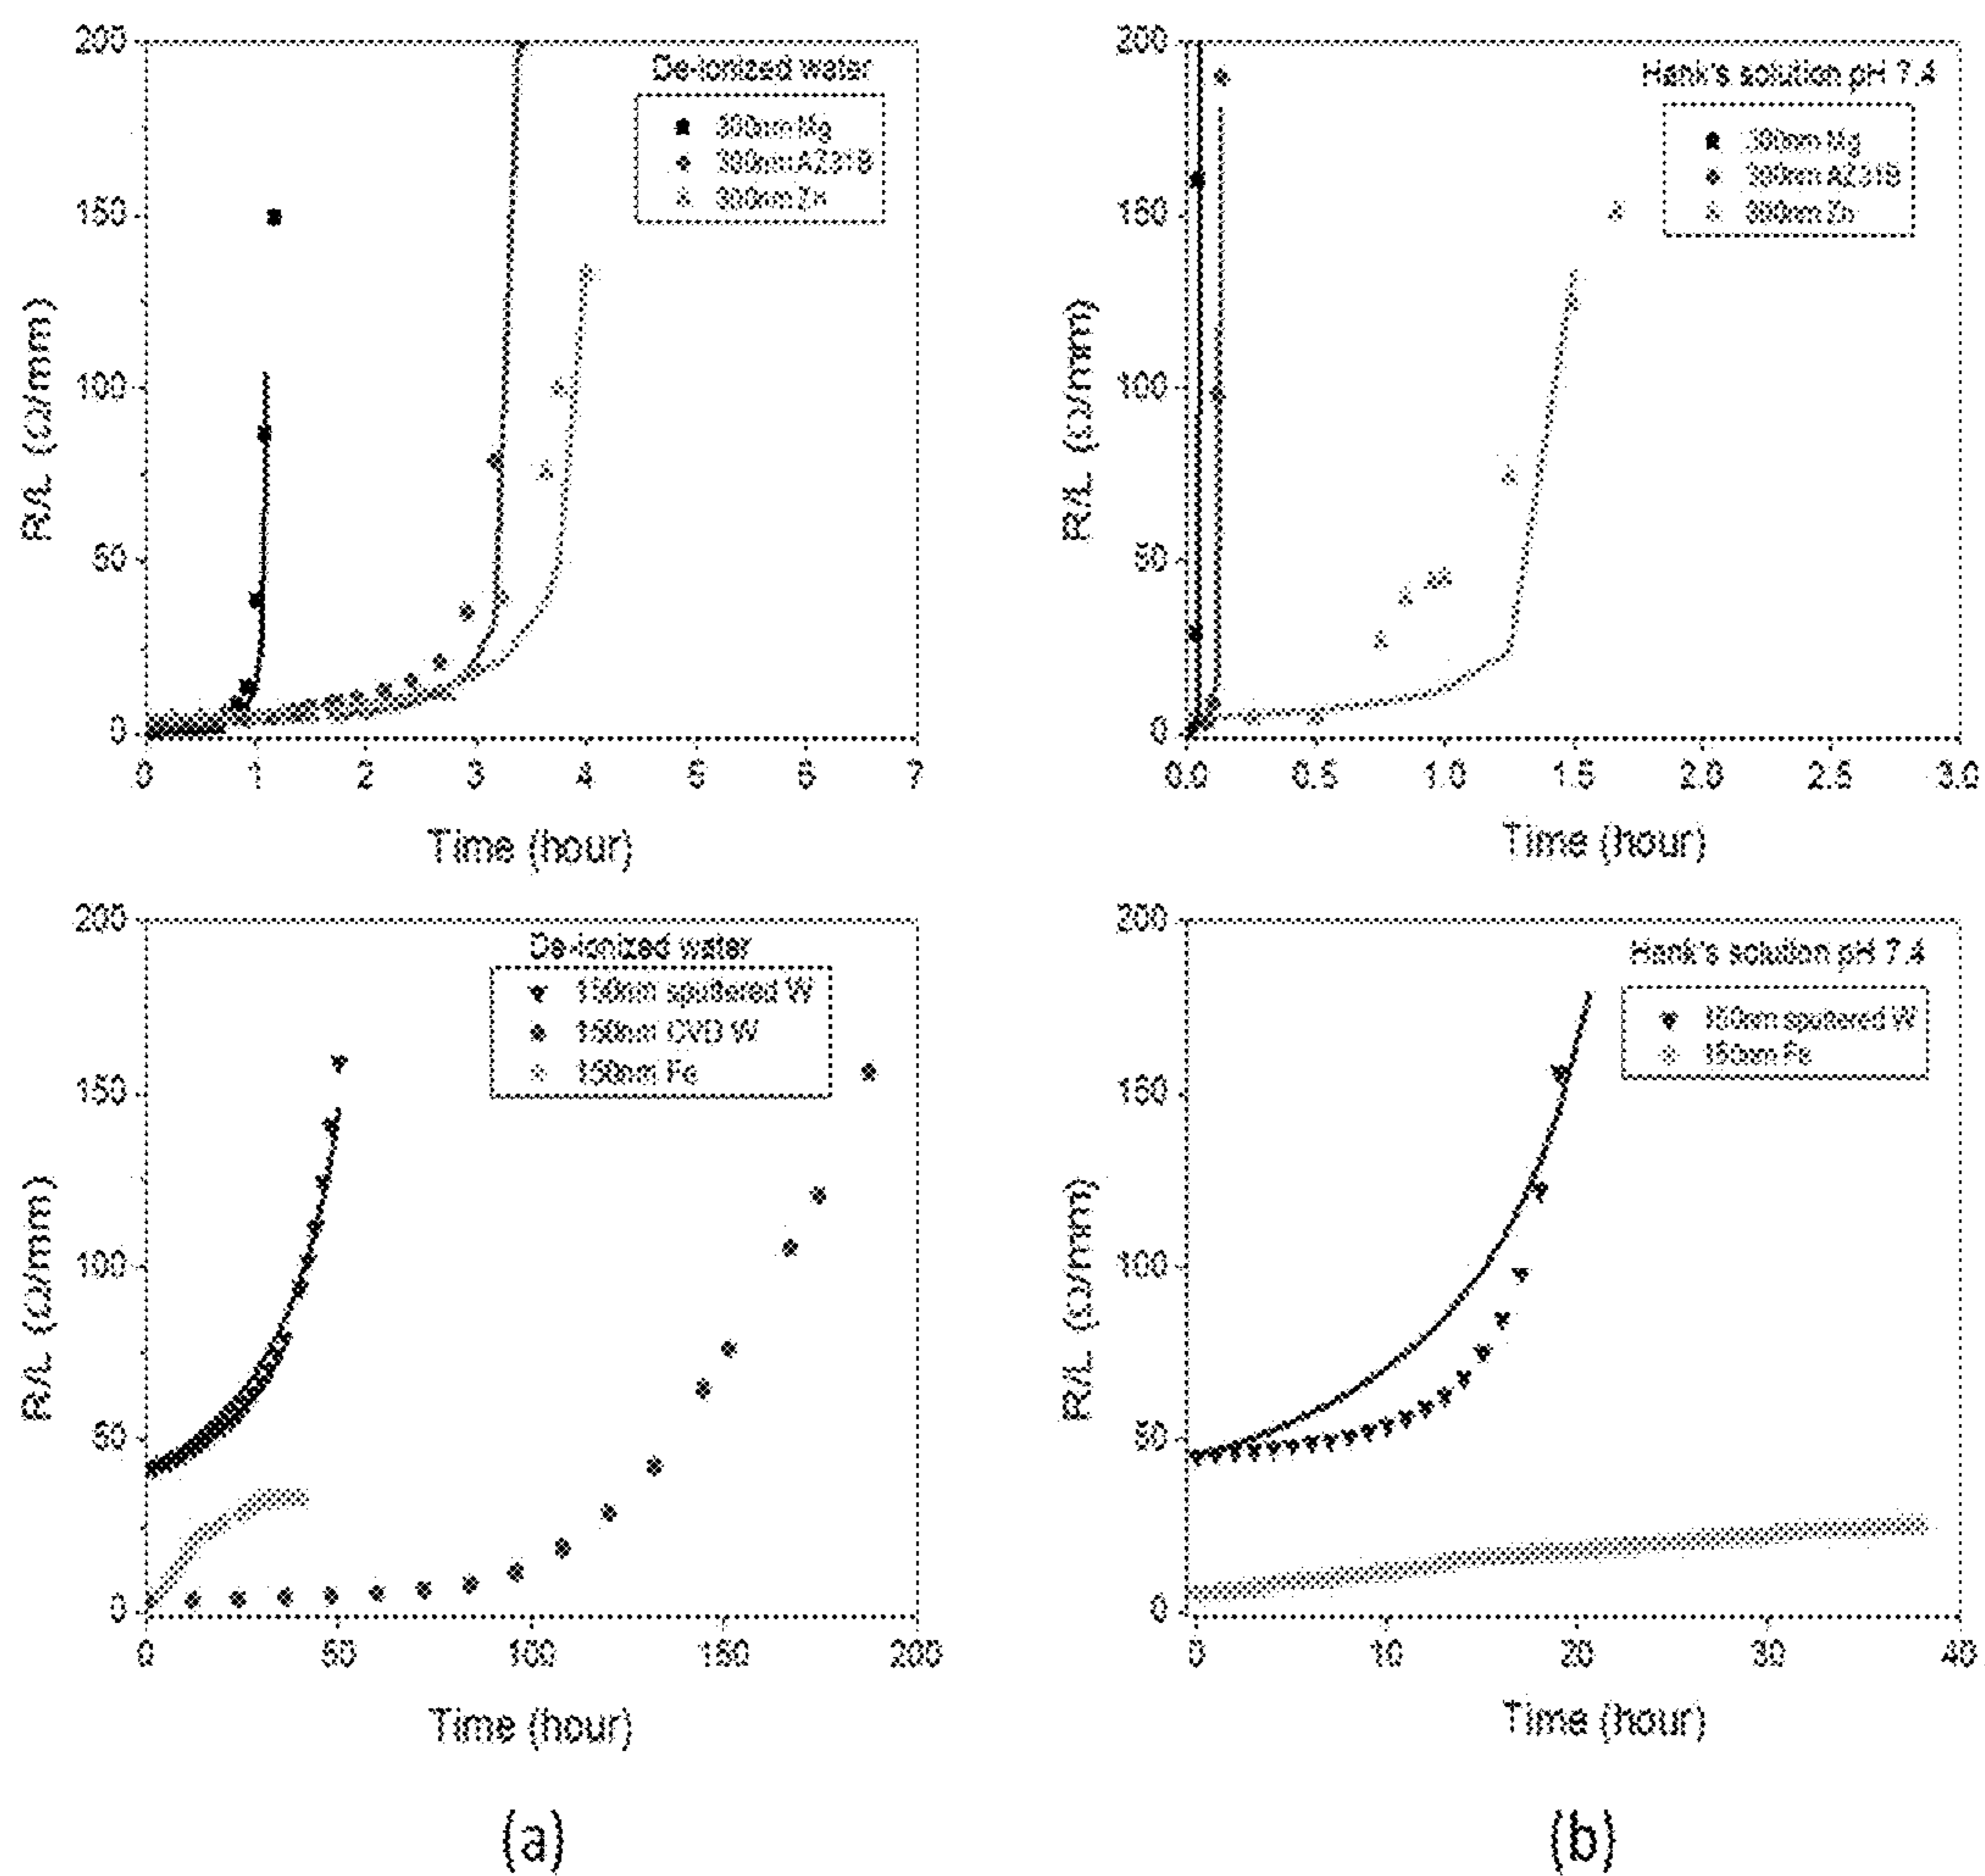 200
150
100
50
0
R/L (Ω/mm)
De-ionized water
300nm Mg
300nm AZ31B
300nm Zn
0 1 2 3 4 5 6 7
Time (hour)
200
150
100
50
0
R/L (Ω/mm)
Hank's solution pH 7.4
300nm Mg
300nm AZ31B
300nm Zn
0.0 0.5 1.0 1.5 2.0 2.5 3.0
Time (hour)
200
150
100
50
0
R/L (Ω/mm)
De-ionized water
150nm sputtered W
150nm CVD W
150nm Fe
0 50 100 150 200
Time (hour)
200
150
100
50
0
R/L (Ω/mm)
Hank's solution pH 7.4
150nm sputtered W
150nm Fe
0 10 20 30 40
Time (hour)
(a)
(b)